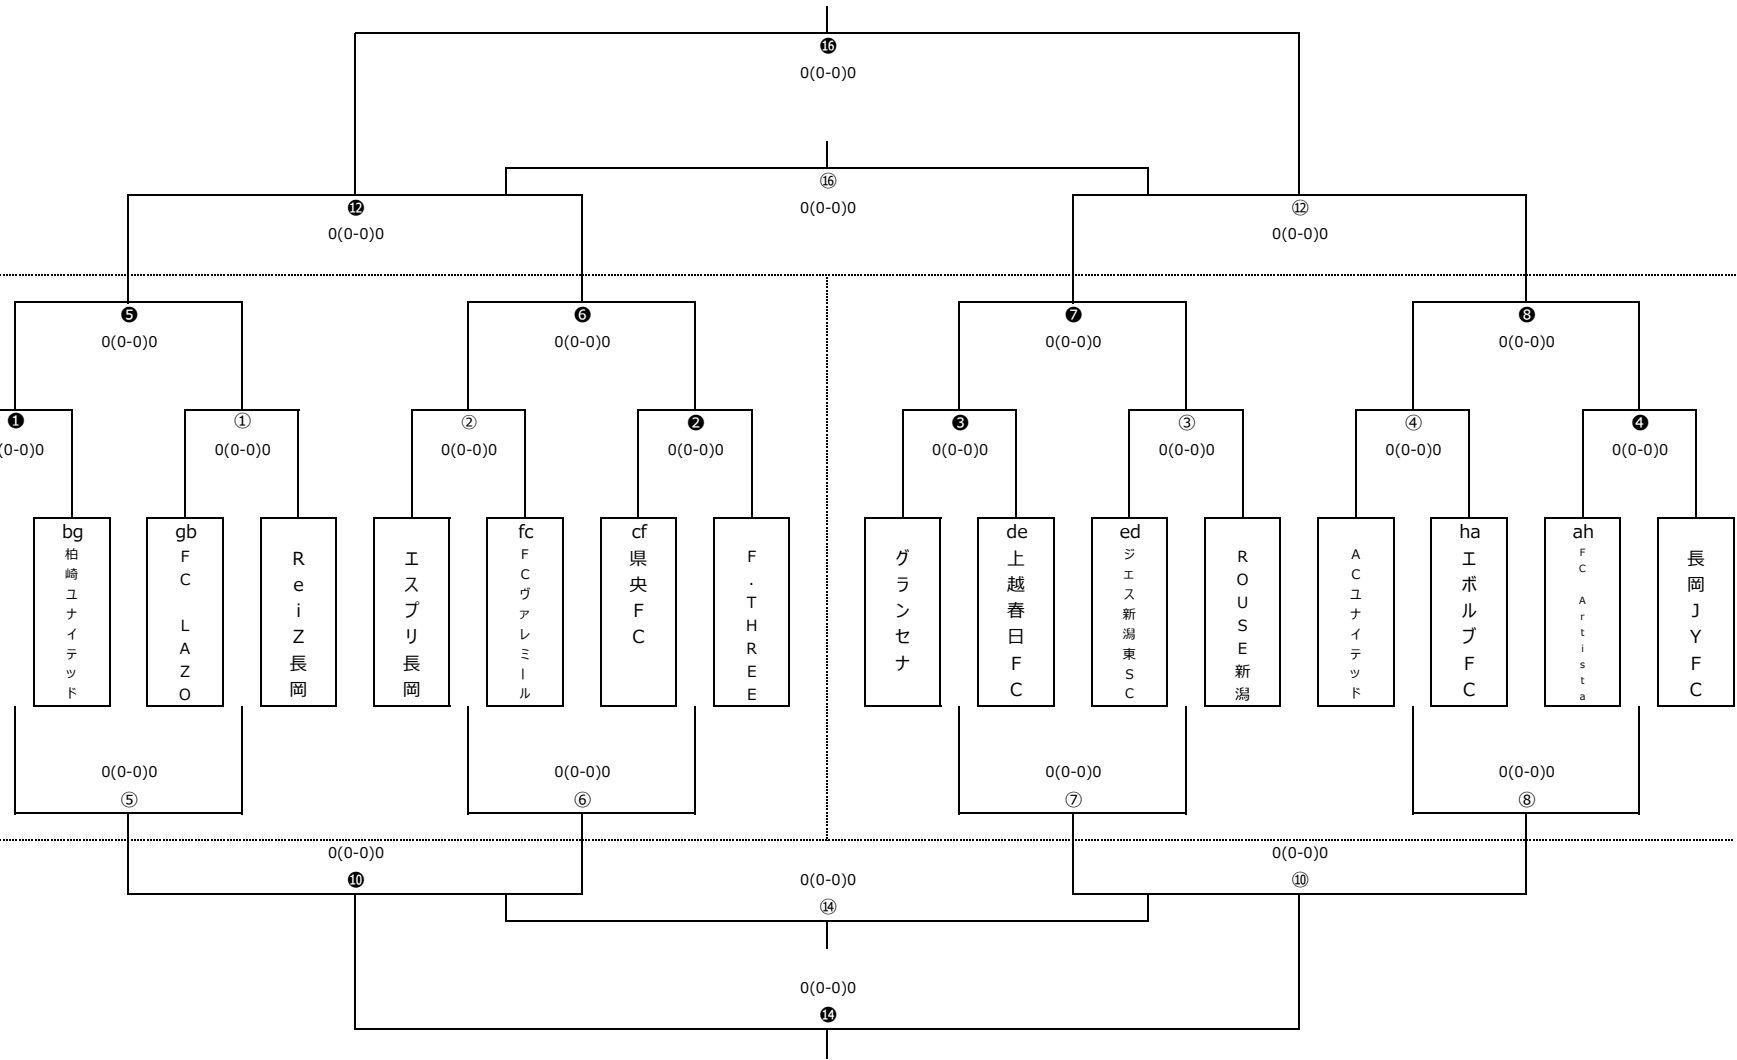 ⓰
0(0-0)0
⑯
0(0-0)0
⓬
0(0-0)0
⑫
0(0-0)0
❺
0(0-0)0
❻
0(0-0)0
❼
0(0-0)0
❽
0(0-0)0
❶
(0-0)0
①
0(0-0)0
②
0(0-0)0
❷
0(0-0)0
❸
0(0-0)0
③
0(0-0)0
④
0(0-0)0
❹
0(0-0)0
bg
柏崎ユナイテッド
gb
FC LAZO
ReiZ長岡
エスプリ長岡
fc
FCヴァレミール
cf
県央FC
F.THREE
グランセナ
de
上越春日FC
ed
ジェス新潟東SC
ROUSE新潟
ACユナイテッド
ha
エボルブFC
ah
FC Artista
長岡JYFC
0(0-0)0
⑤
0(0-0)0
⑥
0(0-0)0
⑦
0(0-0)0
⑧
0(0-0)0
❿
0(0-0)0
⑩
0(0-0)0
⑭
0(0-0)0
⓮